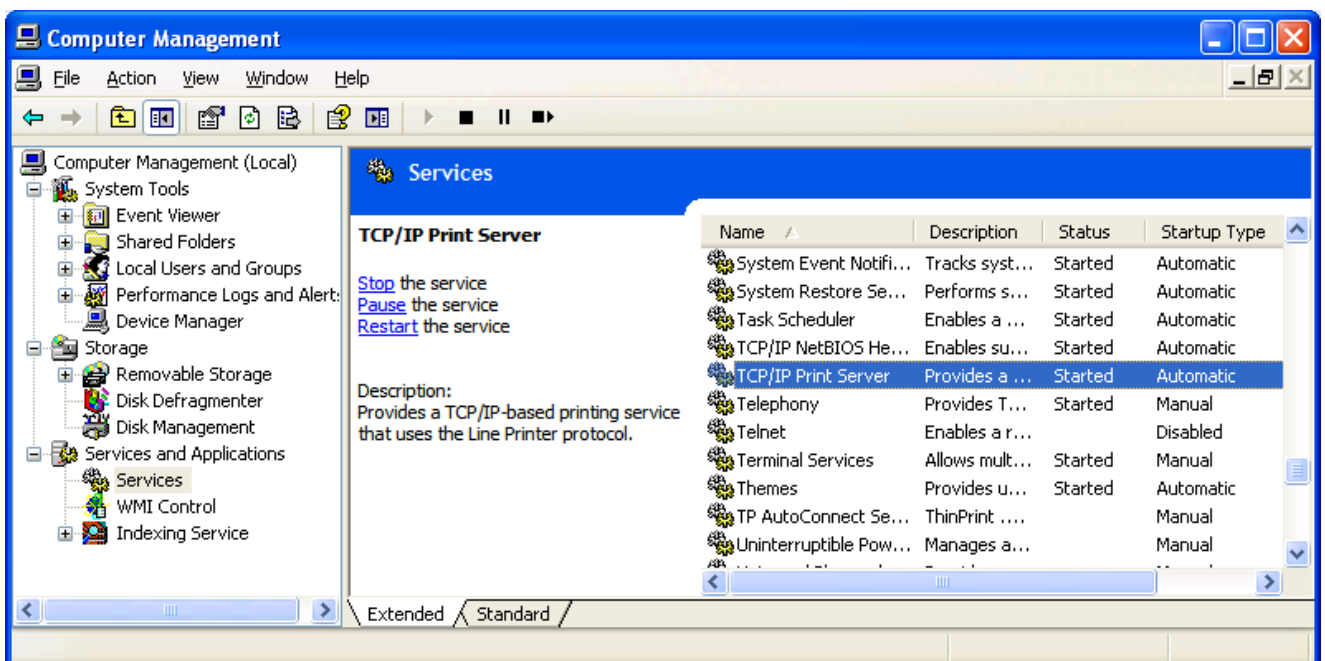 Computer Management
File Action View Window Help
Computer Management (Local)
System Tools
Event Viewer
Shared Folders
Local Users and Groups
Performance Logs and Alert
Device Manager
Storage
Removable Storage
Disk Defragmenter
Disk Management
Services and Applications
Services
WMI Control
Indexing Service
Services
TCP/IP Print Server
Stop the service
Pause the service
Restart the service
Description:
Provides a TCP/IP-based printing service
that uses the Line Printer protocol.
Name Description Status Startup Type
System Event Notifi... Tracks syst... Started Automatic
System Restore Se... Performs s... Started Automatic
Task Scheduler Enables a ... Started Automatic
TCP/IP NetBIOS He... Enables su... Started Automatic
TCP/IP Print Server Provides a ... Started Automatic
Telephony Provides T... Started Manual
Telnet Enables a r... Disabled
Terminal Services Allows mult... Started Manual
Themes Provides u... Started Automatic
TP AutoConnect Se... ThinPrint .... Manual
Uninterruptible Pow... Manages a... Manual
Extended Standard